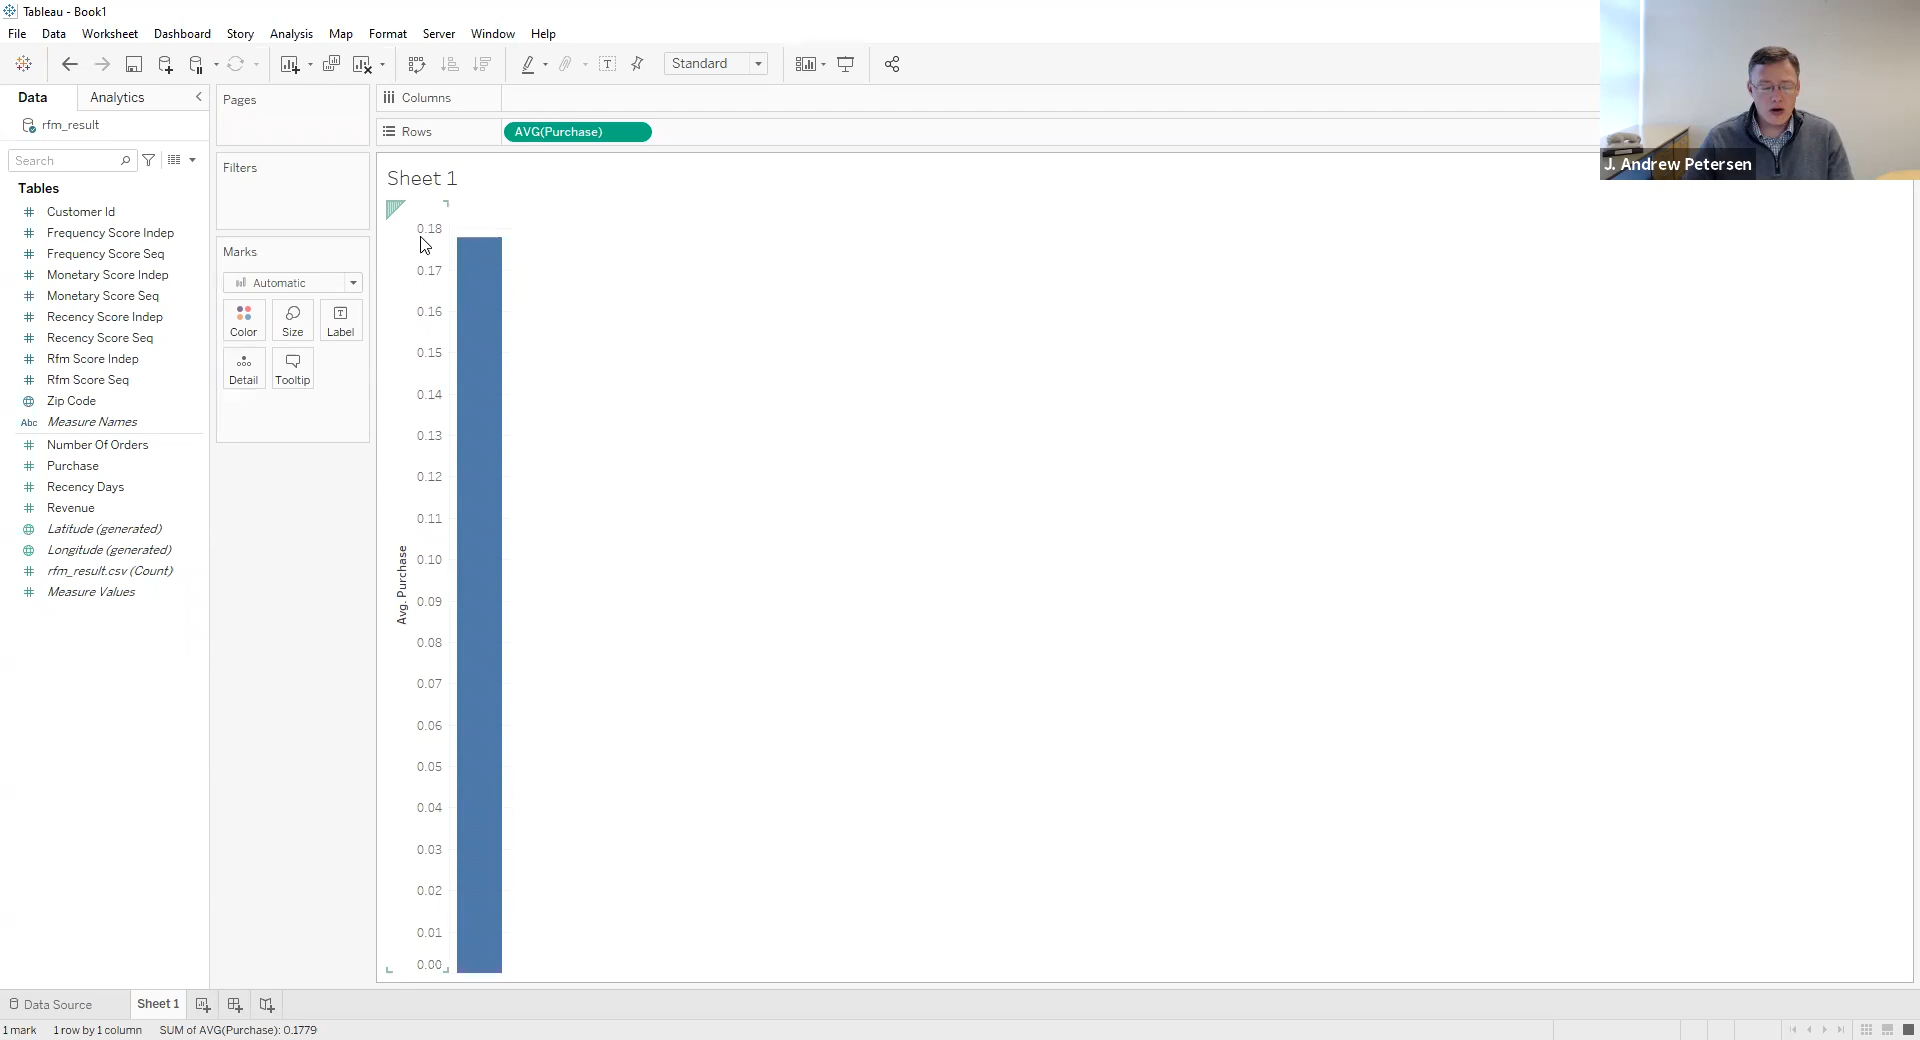 Tableau - Book1
File Data Worksheet Dashboard Story Analysis Map Format Server Window Help
Standard
Data Analytics
rfm_result
Search
Tables
Customer Id
Frequency Score Indep
Frequency Score Seq
Monetary Score Indep
Monetary Score Seq
Recency Score Indep
Recency Score Seq
Rfm Score Indep
Rfm Score Seq
Zip Code
Abc Measure Names
Number Of Orders
Purchase
Recency Days
Revenue
Latitude (generated)
Longitude (generated)
rfm_result.csv (Count)
Measure Values
Pages
Filters
Marks
Automatic
Color Size Label
Detail Tooltip
Columns
Rows AVG(Purchase)
Sheet 1
0.18
0.17
0.16
0.15
0.14
0.13
0.12
0.11
0.10
0.09
0.08
0.07
0.06
0.05
0.04
0.03
0.02
0.01
0.00
Avg. Purchase
J. Andrew Petersen
Data Source Sheet 1
1 mark 1 row by 1 column SUM of AVG(Purchase): 0.1779